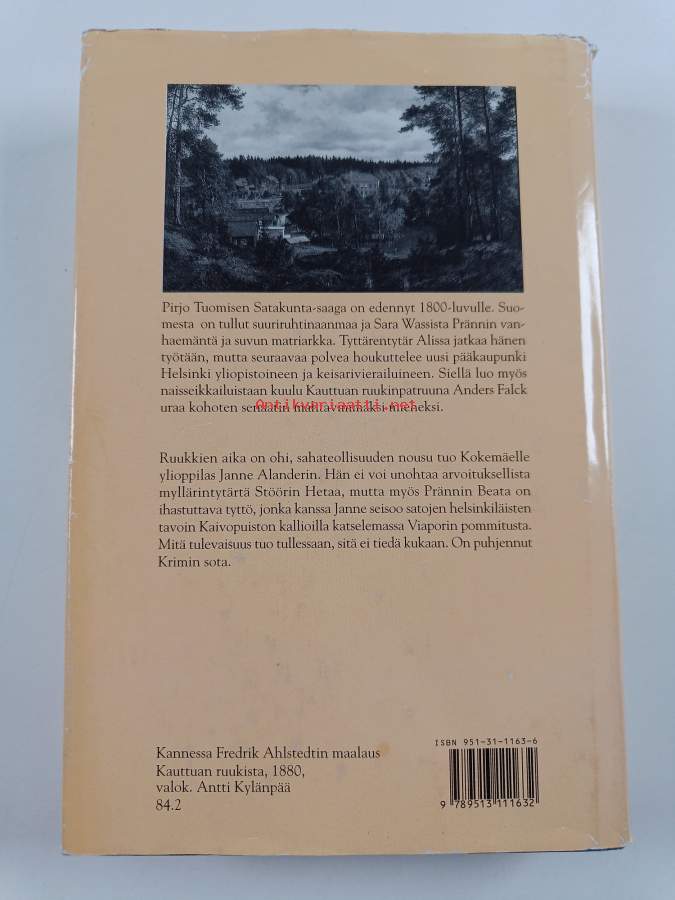 Pirjo Tuomisen Satakunta-saaga on edennyt 1800-luvulle. Suo-
mesta on tullut suuriruhtinaanmaa ja Sara Wassista Prännin van-
haemäntä ja suvun matriarkka. Tyttärentytär Alissa jatkaa hänen
työtään, mutta seuraavaa polvea houkuttelee uusi pääkaupunki
Helsinki yliopistoineen ja keisarivierailuineen. Siellä luo myös
naisseikkailuistaan kuulu Kauttuan ruukinpatruuna Anders Falck
uraa kohoten senaatin mahtavimmaksi mieheksi.
antikvariaatti.net
Ruukkien aika on ohi, sahateollisuuden nousu tuo Kokemäelle
ylioppilas Janne Alanderin. Hän ei voi unohtaa arvoituksellista
myllärintytärtä Stöörin Hetaa, mutta myös Prännin Beata on
ihastuttava tyttö, jonka kanssa Janne seisoo satojen helsinkiläisten
tavoin Kaivopuiston kallioilla katselemassa Viaporin pommitusta.
Mitä tulevaisuus tuo tullessaan, sitä ei tiedä kukaan. On puhjennut
Krimin sota.
Kannessa Fredrik Ahlstedtin maalaus
Kauttuan ruukista, 1880,
valok. Antti Kylänpää
84.2
ISBN 951-31-1163-6
9 789513 111632